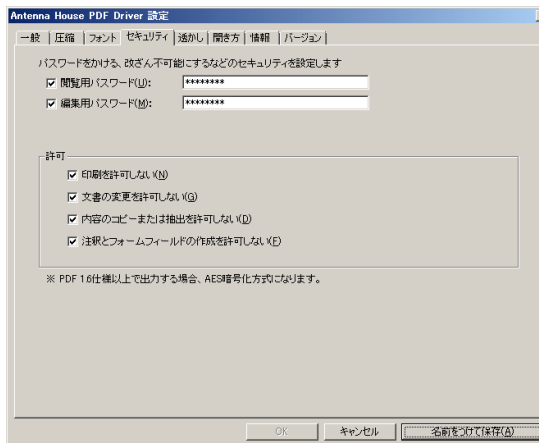 Antenna House PDF Driver 設定
一般 圧縮 フォント セキュリティ 透かし 開き方 情報 バージョン
パスワードをかける、改ざん不可能にするなどのセキュリティを設定します
閲覧用パスワード(U): ********
編集用パスワード(M): ********
許可
印刷を許可しない(N)
文書の変更を許可しない(G)
内容のコピーまたは抽出を許可しない(D)
注釈とフォームフィールドの作成を許可しない(F)
※ PDF 1.6仕様以上で出力する場合、AES暗号化方式になります。
OK キャンセル 名前をつけて保存(A)